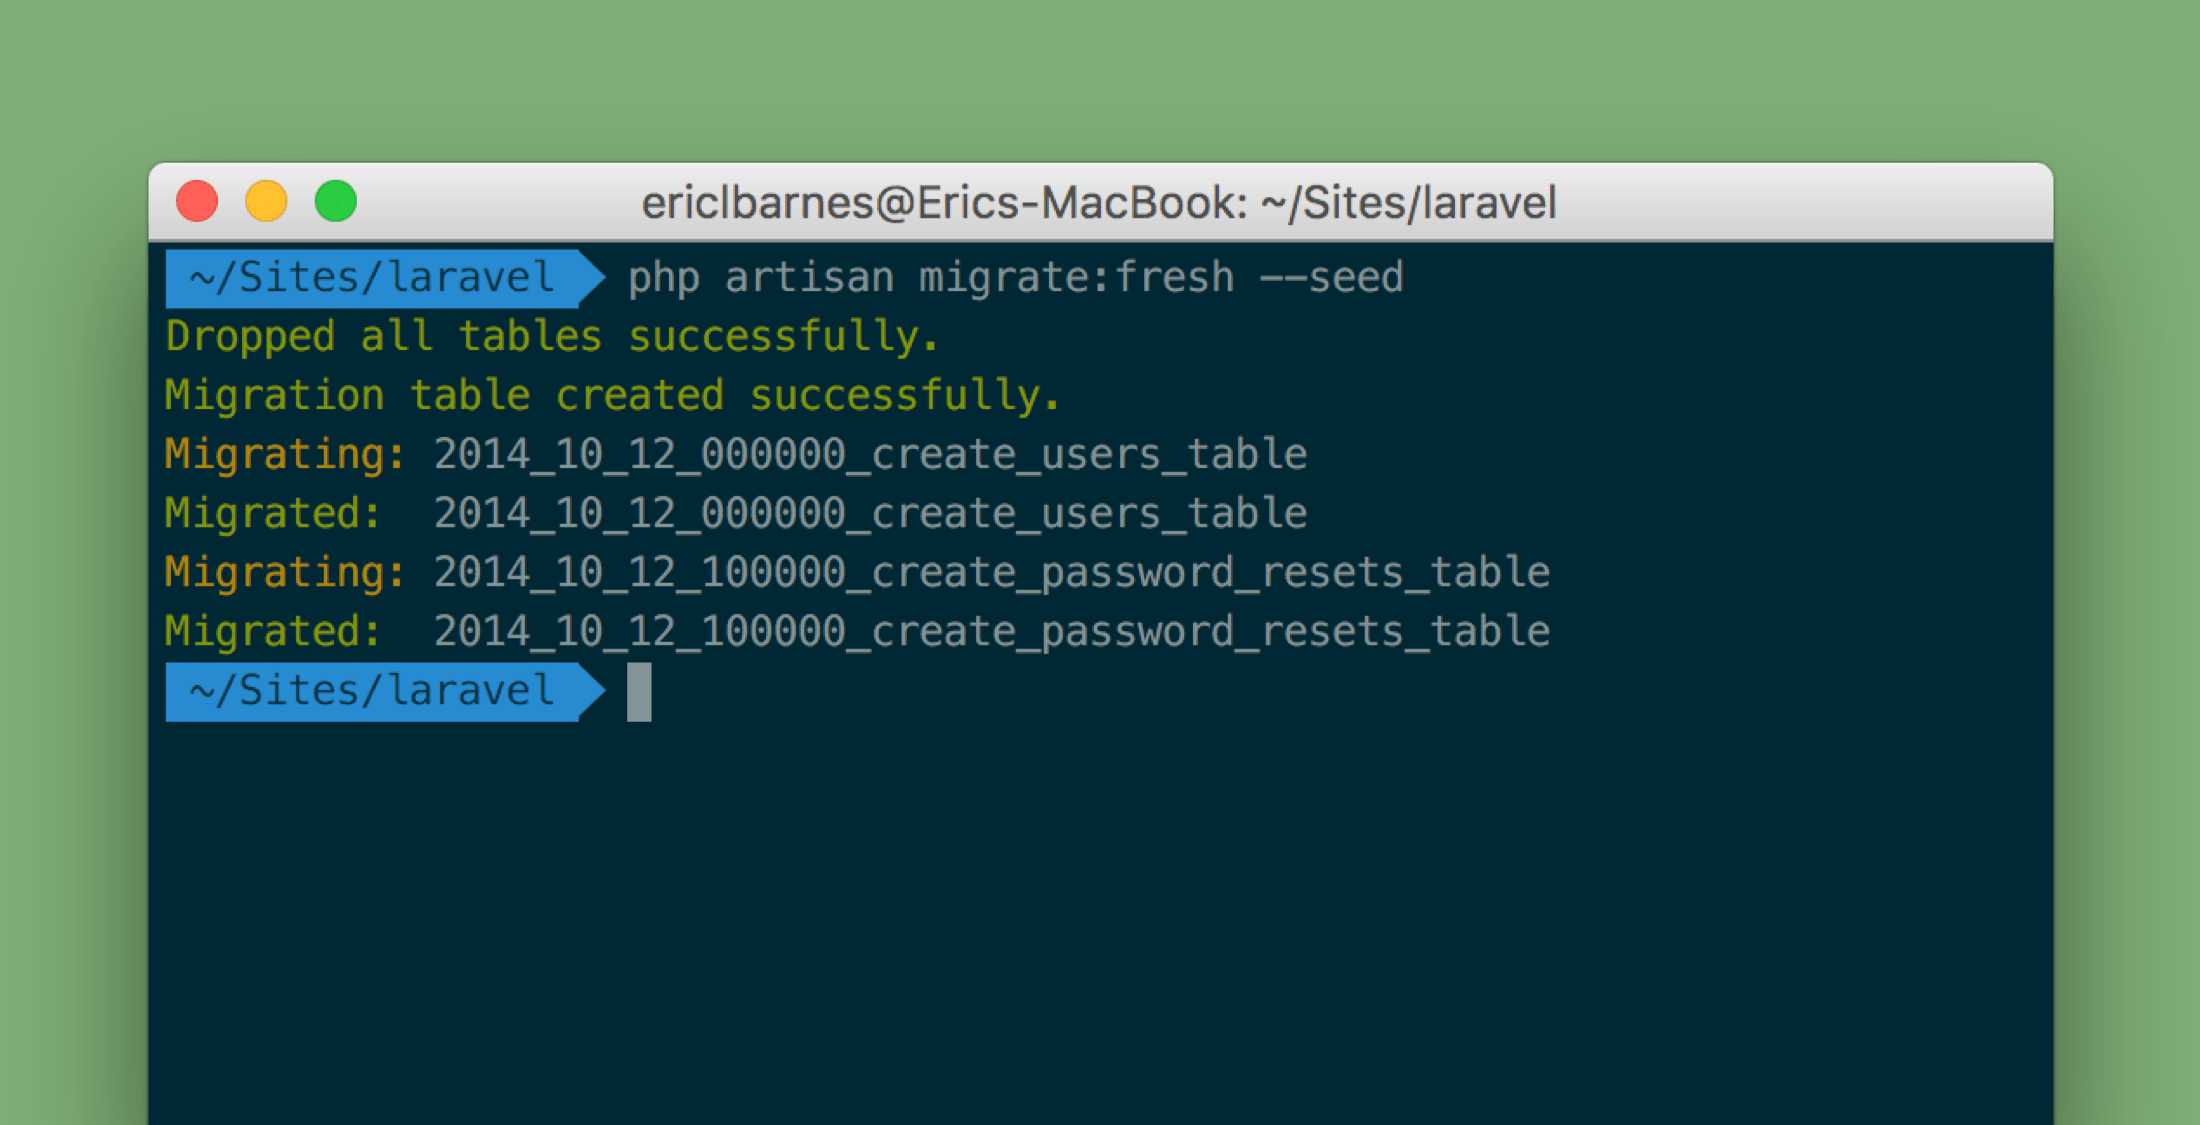 ericlbarnes@Erics-MacBook: ~/Sites/laravel
~/Sites/laravel php artisan migrate:fresh --seed
Dropped all tables successfully.
Migration table created successfully.
Migrating: 2014_10_12_000000_create_users_table
Migrated:  2014_10_12_000000_create_users_table
Migrating: 2014_10_12_100000_create_password_resets_table
Migrated:  2014_10_12_100000_create_password_resets_table
~/Sites/laravel